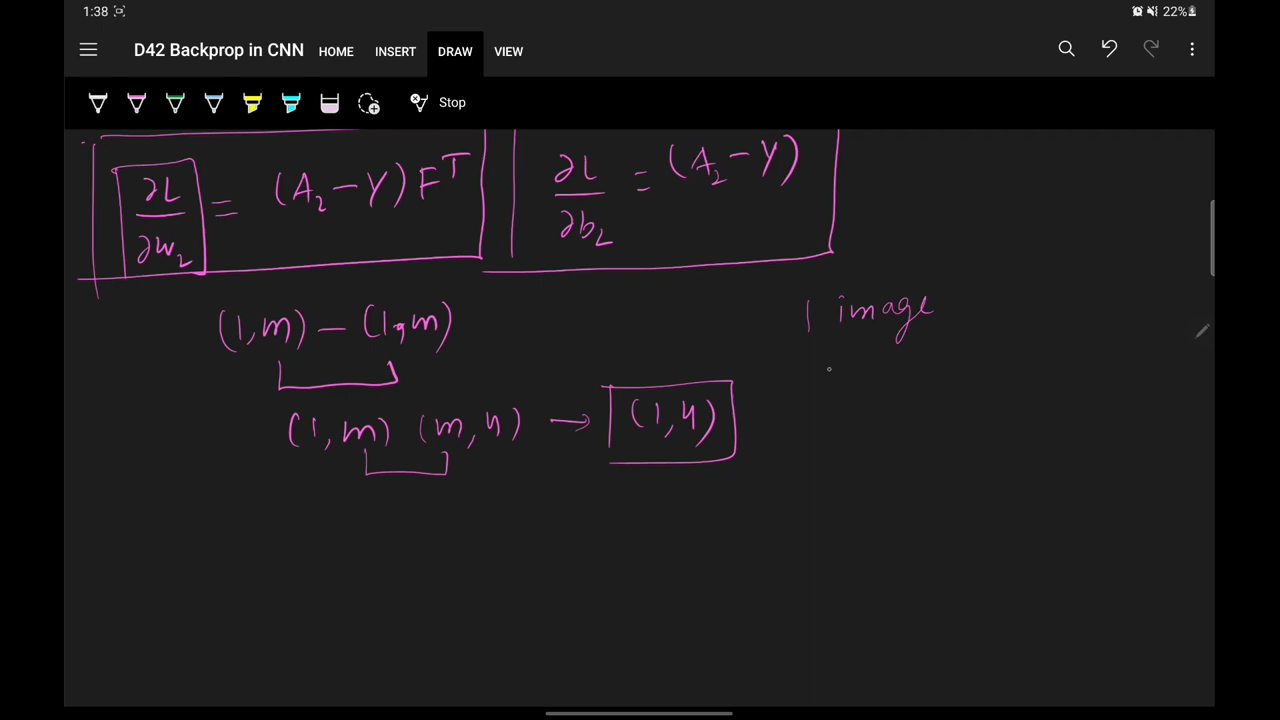 1:38 22%
D42 Backprop in CNN HOME INSERT DRAW VIEW
Stop
∂L/∂w₂ = (A₂ − Y) Fᵀ ∂L/∂b₂ = (A₂ − Y)
(1,m) − (1,m) 1 image
(1,m) (m,4) → (1,4)